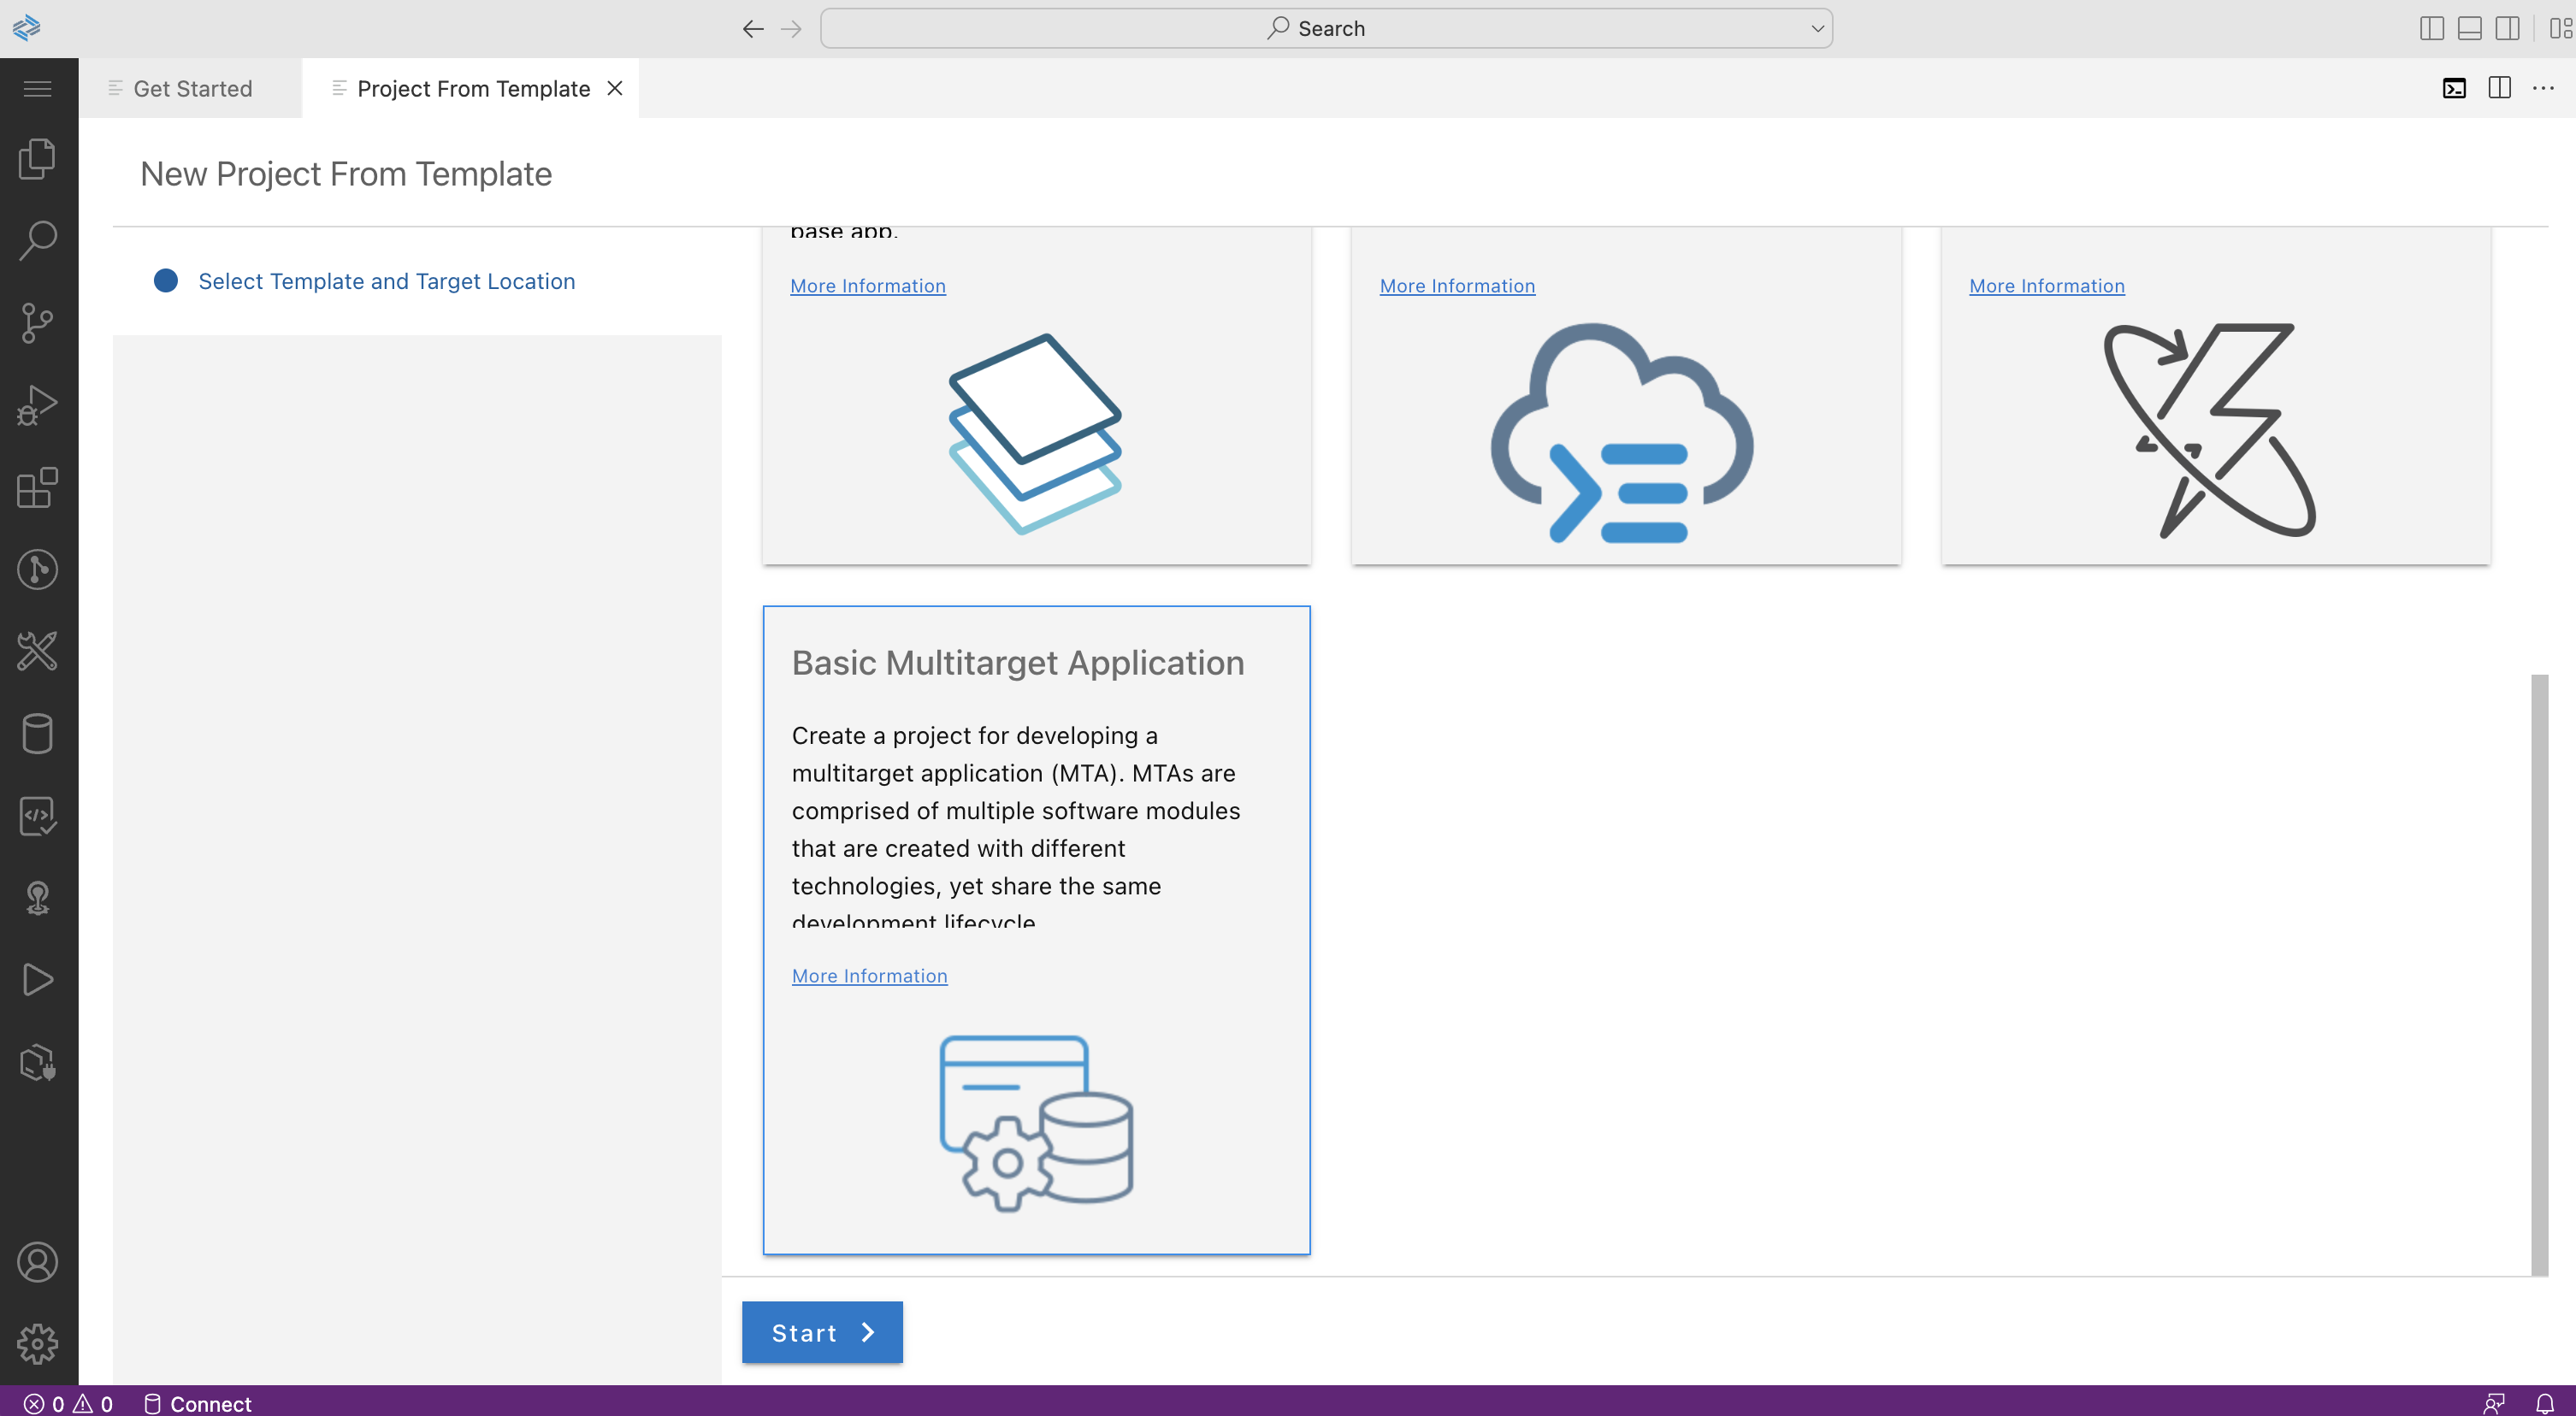 Search
Get Started
Project From Template
New Project From Template
Select Template and Target Location
base app.
More Information
More Information
More Information
Basic Multitarget Application
Create a project for developing a
multitarget application (MTA). MTAs are
comprised of multiple software modules
that are created with different
technologies, yet share the same
development lifecycle
More Information
Start
0 0 Connect